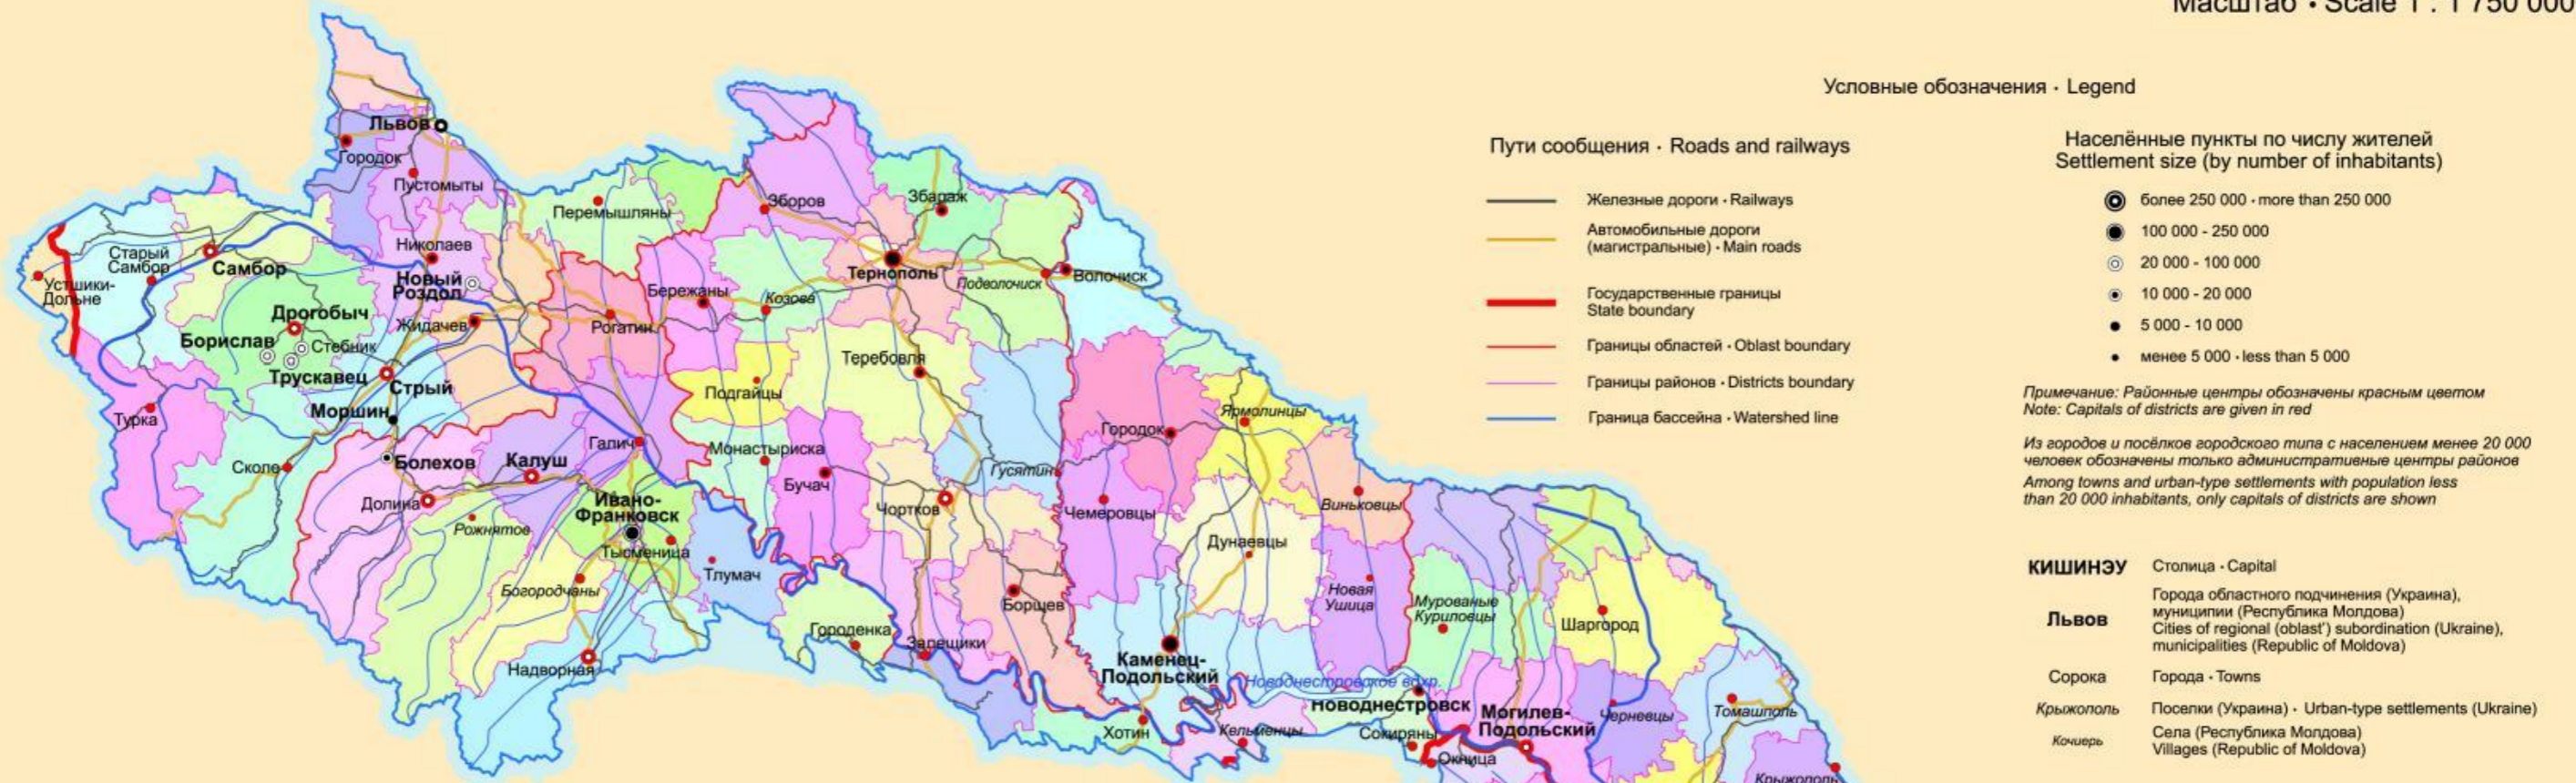 Масштаб · Scale 1 : 1 750 000
Условные обозначения · Legend
Пути сообщения · Roads and railways
Железные дороги · Railways
Автомобильные дороги
(магистральные) · Main roads
Государственные границы
State boundary
Границы областей · Oblast boundary
Границы районов · Districts boundary
Граница бассейна · Watershed line
Населённые пункты по числу жителей
Settlement size (by number of inhabitants)
более 250 000 · more than 250 000
100 000 - 250 000
20 000 - 100 000
10 000 - 20 000
5 000 - 10 000
менее 5 000 · less than 5 000
Примечание: Районные центры обозначены красным цветом
Note: Capitals of districts are given in red
Из городов и посёлков городского типа с населением менее 20 000
человек обозначены только административные центры районов
Among towns and urban-type settlements with population less
than 20 000 inhabitants, only capitals of districts are shown
КИШИНЭУ
Столица · Capital
Львов
Города областного подчинения (Украина),
муниципии (Республика Молдова)
Cities of regional (oblast') subordination (Ukraine),
municipalities (Republic of Moldova)
Сорока
Города · Towns
Крыжополь
Поселки (Украина) · Urban-type settlements (Ukraine)
Кочиерь
Села (Республика Молдова)
Villages (Republic of Moldova)
Львов
Городок
Пустомыты
Перемышляны
Зборов
Збараж
Николаев
Старый
Самбор
Самбор
Устшики-
Дольне
Новый
Роздол
Тернополь
Подволочиск
Волочиск
Бережаны
Козова
Дрогобыч
Жидачев
Рогатин
Борислав
Стебник
Трускавец
Стрый
Теребовля
Подгайцы
Моршин
Турка
Ярмолинцы
Городок
Галич
Монастыриска
Сколе
Болехов
Калуш
Гусятин
Бучач
Долина
Ивано-
Франковск
Чортков
Чемеровцы
Виньковцы
Рожнятов
Тысменица
Дунаевцы
Тлумач
Богородчаны
Новая
Ушица
Мурованые
Куриловцы
Борщев
Шаргород
Городенка
Залещики
Надворная
Каменец-
Подольский
Новоднестровское вдхр.
Новоднестровск
Могилев-
Подольский
Черневцы
Томашполь
Хотин
Кельменцы
Сокиряны
Окница
Крыжополь